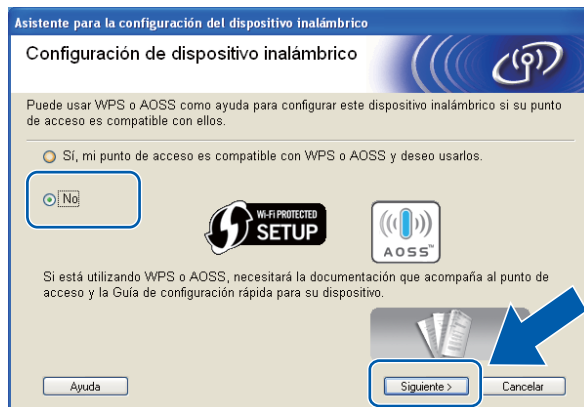 Asistente para la configuración del dispositivo inalámbrico
Configuración de dispositivo inalámbrico
Puede usar WPS o AOSS como ayuda para configurar este dispositivo inalámbrico si su punto
de acceso es compatible con ellos.
Sí, mi punto de acceso es compatible con WPS o AOSS y deseo usarlos.
No
Wi-Fi PROTECTED
SETUP
AOSS™
Si está utilizando WPS o AOSS, necesitará la documentación que acompaña al punto de
acceso y la Guía de configuración rápida para su dispositivo.
Ayuda
Siguiente >
Cancelar